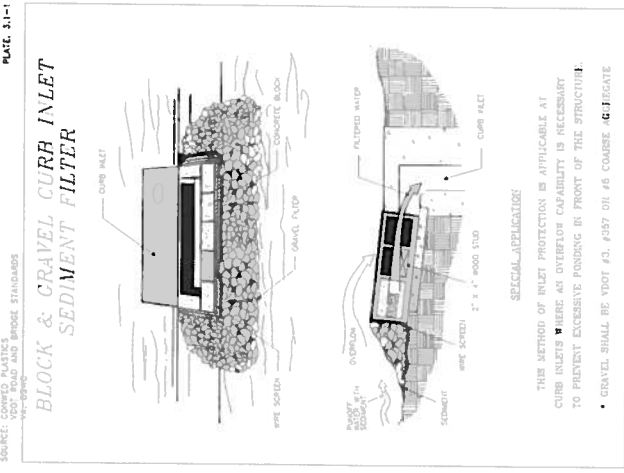 SOURCE: CONWED PLASTICS
VDOT ROAD AND BRIDGE STANDARDS
PLATE. 3.1-1
BLOCK & GRAVEL CURB INLET
SEDIMENT FILTER
CURB INLET
WIRE SCREEN
GRAVEL FILTER
CONCRETE BLOCK
OVERFLOW
FILTERED WATER
RUNOFF
WATER WITH
SEDIMENT
SEDIMENT
WIRE SCREEN
2" X 4" WOOD STUD
CURB INLET
SPECIAL APPLICATION
THIS METHOD OF INLET PROTECTION IS APPLICABLE AT
CURB INLETS WHERE AN OVERFLOW CAPABILITY IS NECESSARY
TO PREVENT EXCESSIVE PONDING IN FRONT OF THE STRUCTURE.
* GRAVEL SHALL BE VDOT #3, #357 OR #5 COARSE AGGREGATE